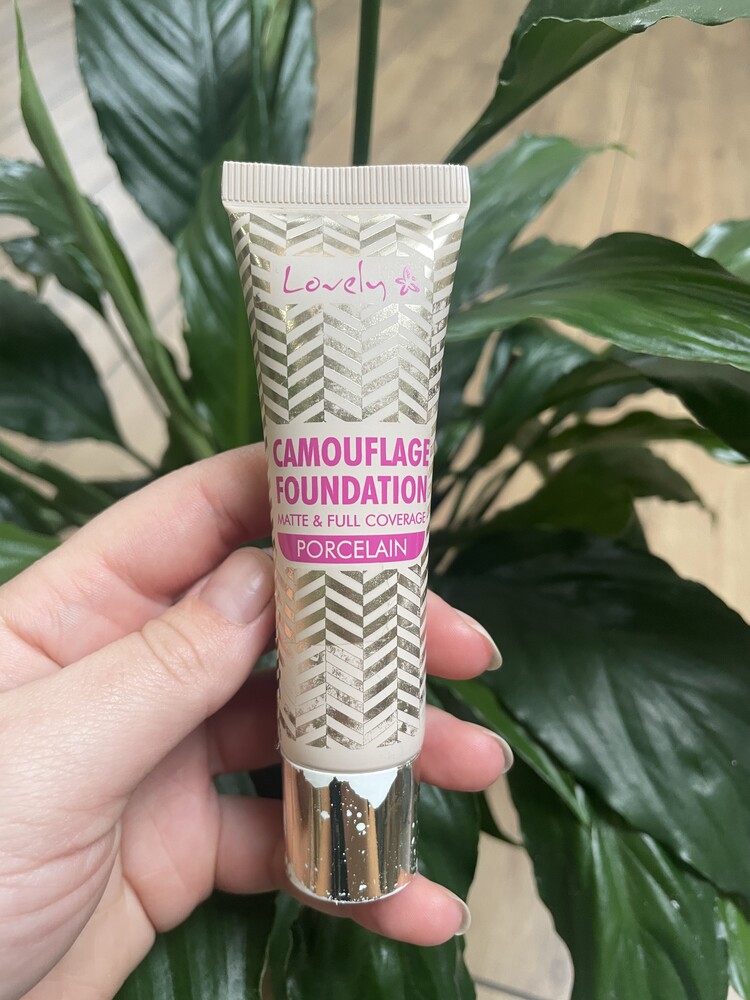 Lovely
CAMOUFLAGE
FOUNDATION
MATTE & FULL COVERAGE
PORCELAIN